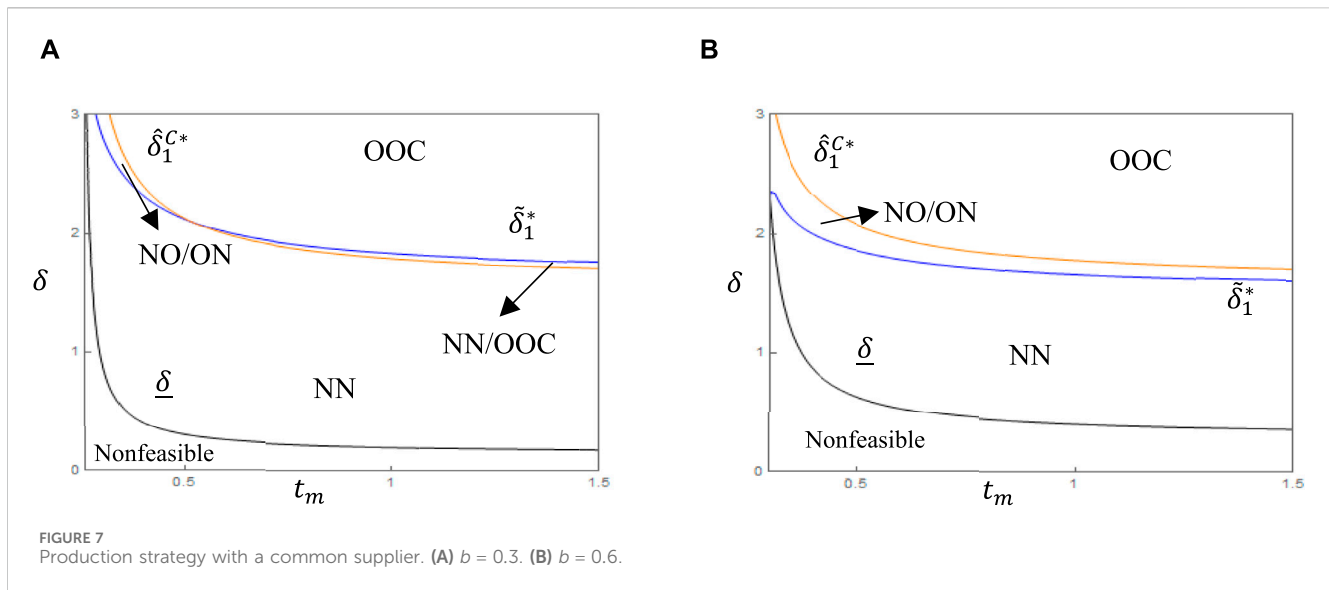 A
3
2
1
0
δ
0.5
1
1.5
t_m
δ̂₁^{C*}
OOC
NO/ON
δ̃₁^*
NN/OOC
δ̲
NN
Nonfeasible
B
3
2
1
0
δ
0.5
1
1.5
t_m
δ̂₁^{C*}
OOC
NO/ON
δ̃₁^*
δ̲
NN
Nonfeasible
FIGURE 7
Production strategy with a common supplier. (A) b = 0.3. (B) b = 0.6.